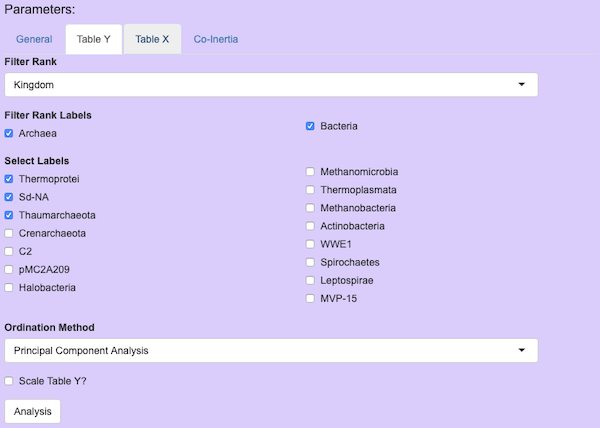 Parameters:
General Table Y Table X Co-Inertia
Filter Rank
Kingdom
Filter Rank Labels
Archaea
Bacteria
Select Labels
Thermoprotei
Sd-NA
Thaumarchaeota
Crenarchaeota
C2
pMC2A209
Halobacteria
Methanomicrobia
Thermoplasmata
Methanobacteria
Actinobacteria
WWE1
Spirochaetes
Leptospirae
MVP-15
Ordination Method
Principal Component Analysis
Scale Table Y?
Analysis